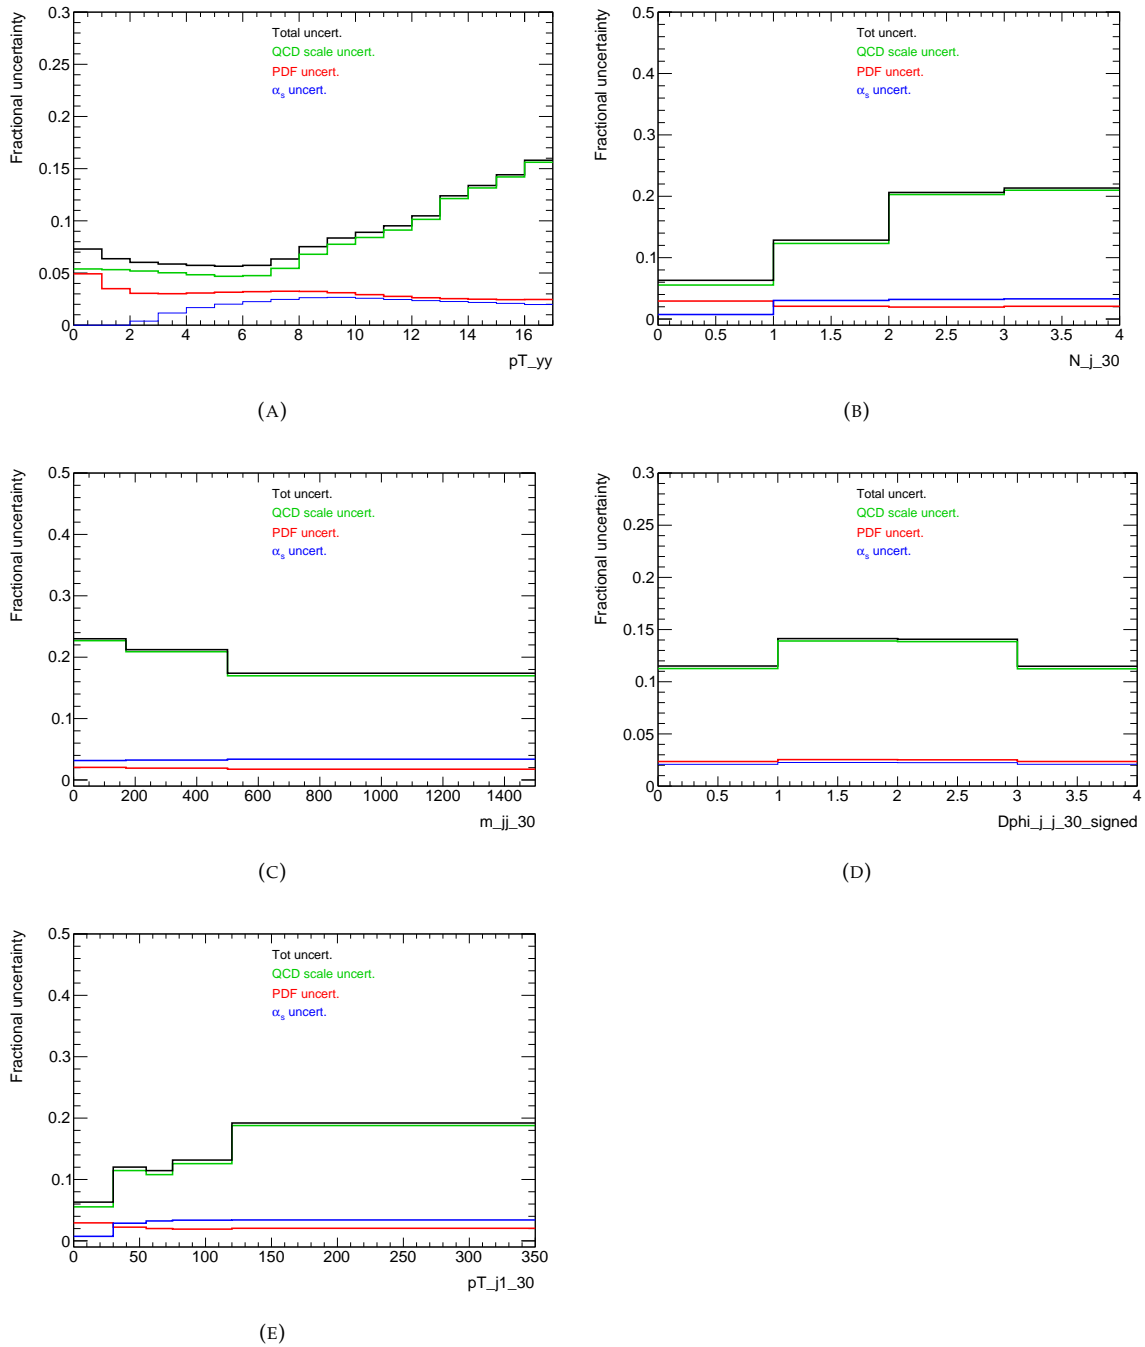 Fractional uncertainty
0.3
0.25
0.2
0.15
0.1
0.05
0
Total uncert.
QCD scale uncert.
PDF uncert.
αs uncert.
0 2 4 6 8 10 12 14 16
pT_yy
(A)
Fractional uncertainty
0.5
0.4
0.3
0.2
0.1
0
Tot uncert.
QCD scale uncert.
PDF uncert.
αs uncert.
0 0.5 1 1.5 2 2.5 3 3.5 4
N_j_30
(B)
Fractional uncertainty
0.5
0.4
0.3
0.2
0.1
0
Tot uncert.
QCD scale uncert.
PDF uncert.
αs uncert.
0 200 400 600 800 1000 1200 1400
m_jj_30
(C)
Fractional uncertainty
0.3
0.25
0.2
0.15
0.1
0.05
0
Total uncert.
QCD scale uncert.
PDF uncert.
αs uncert.
0 0.5 1 1.5 2 2.5 3 3.5 4
Dphi_j_j_30_signed
(D)
Fractional uncertainty
0.5
0.4
0.3
0.2
0.1
0
Tot uncert.
QCD scale uncert.
PDF uncert.
αs uncert.
0 50 100 150 200 250 300 350
pT_j1_30
(E)